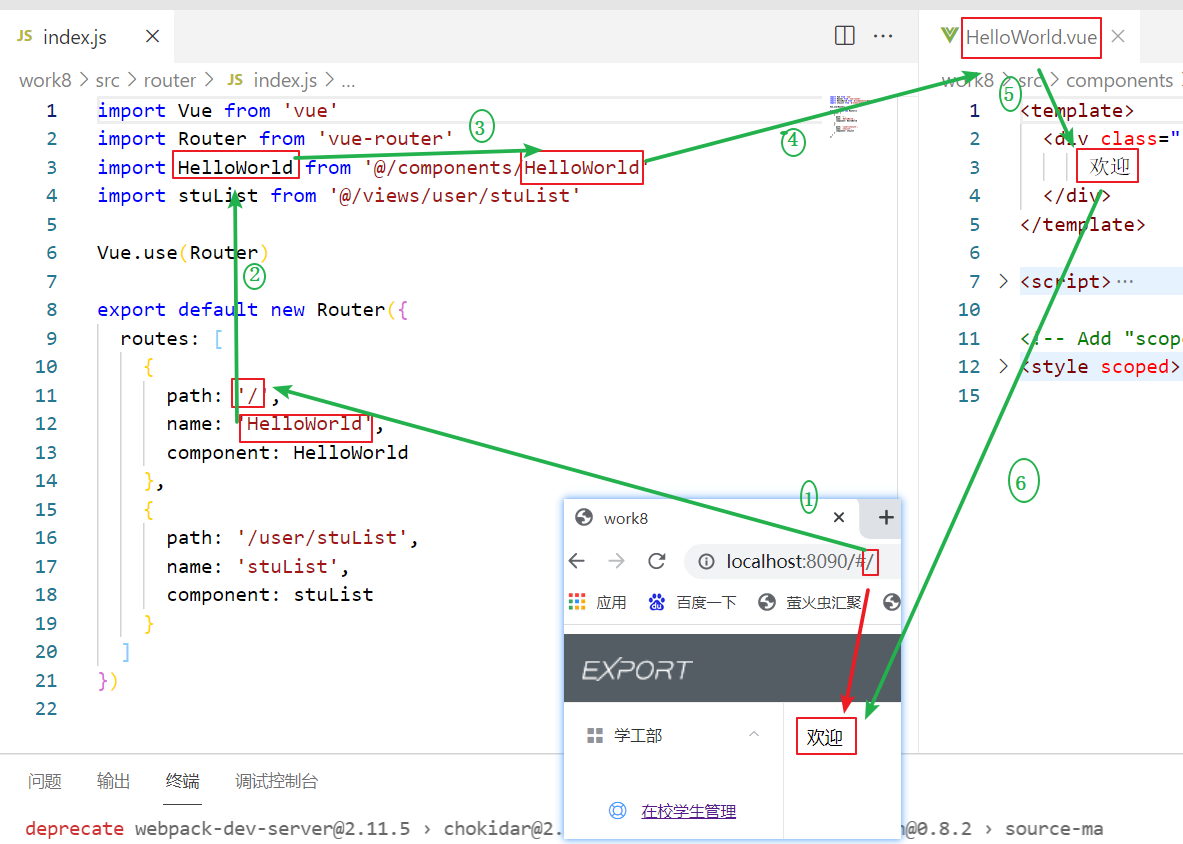 JS index.js
work8 > src > router > JS index.js > ...
1 import Vue from 'vue'
2 import Router from 'vue-router'
3 import HelloWorld from '@/components/HelloWorld'
4 import stuList from '@/views/user/stuList'
5
6 Vue.use(Router)
7
8 export default new Router({
9 routes: [
10 {
11 path: '/',
12 name: 'HelloWorld',
13 component: HelloWorld
14 },
15 {
16 path: '/user/stuList',
17 name: 'stuList',
18 component: stuList
19 }
20 ]
21 })
22
HelloWorld.vue
work8 > src > components
1 <template>
2 <div class="
3 欢迎
4 </div>
5 </template>
6
7 > <script>...
10
11 <!-- Add "scop
12 > <style scoped>
15
①
②
③
④
⑤
⑥
work8
localhost:8090/#/
应用 百度一下 萤火虫汇聚
EXPORT
学工部
欢迎
在校学生管理
问题 输出 终端 调试控制台
deprecate webpack-dev-server@2.11.5 › chokidar@2.
@0.8.2 › source-ma